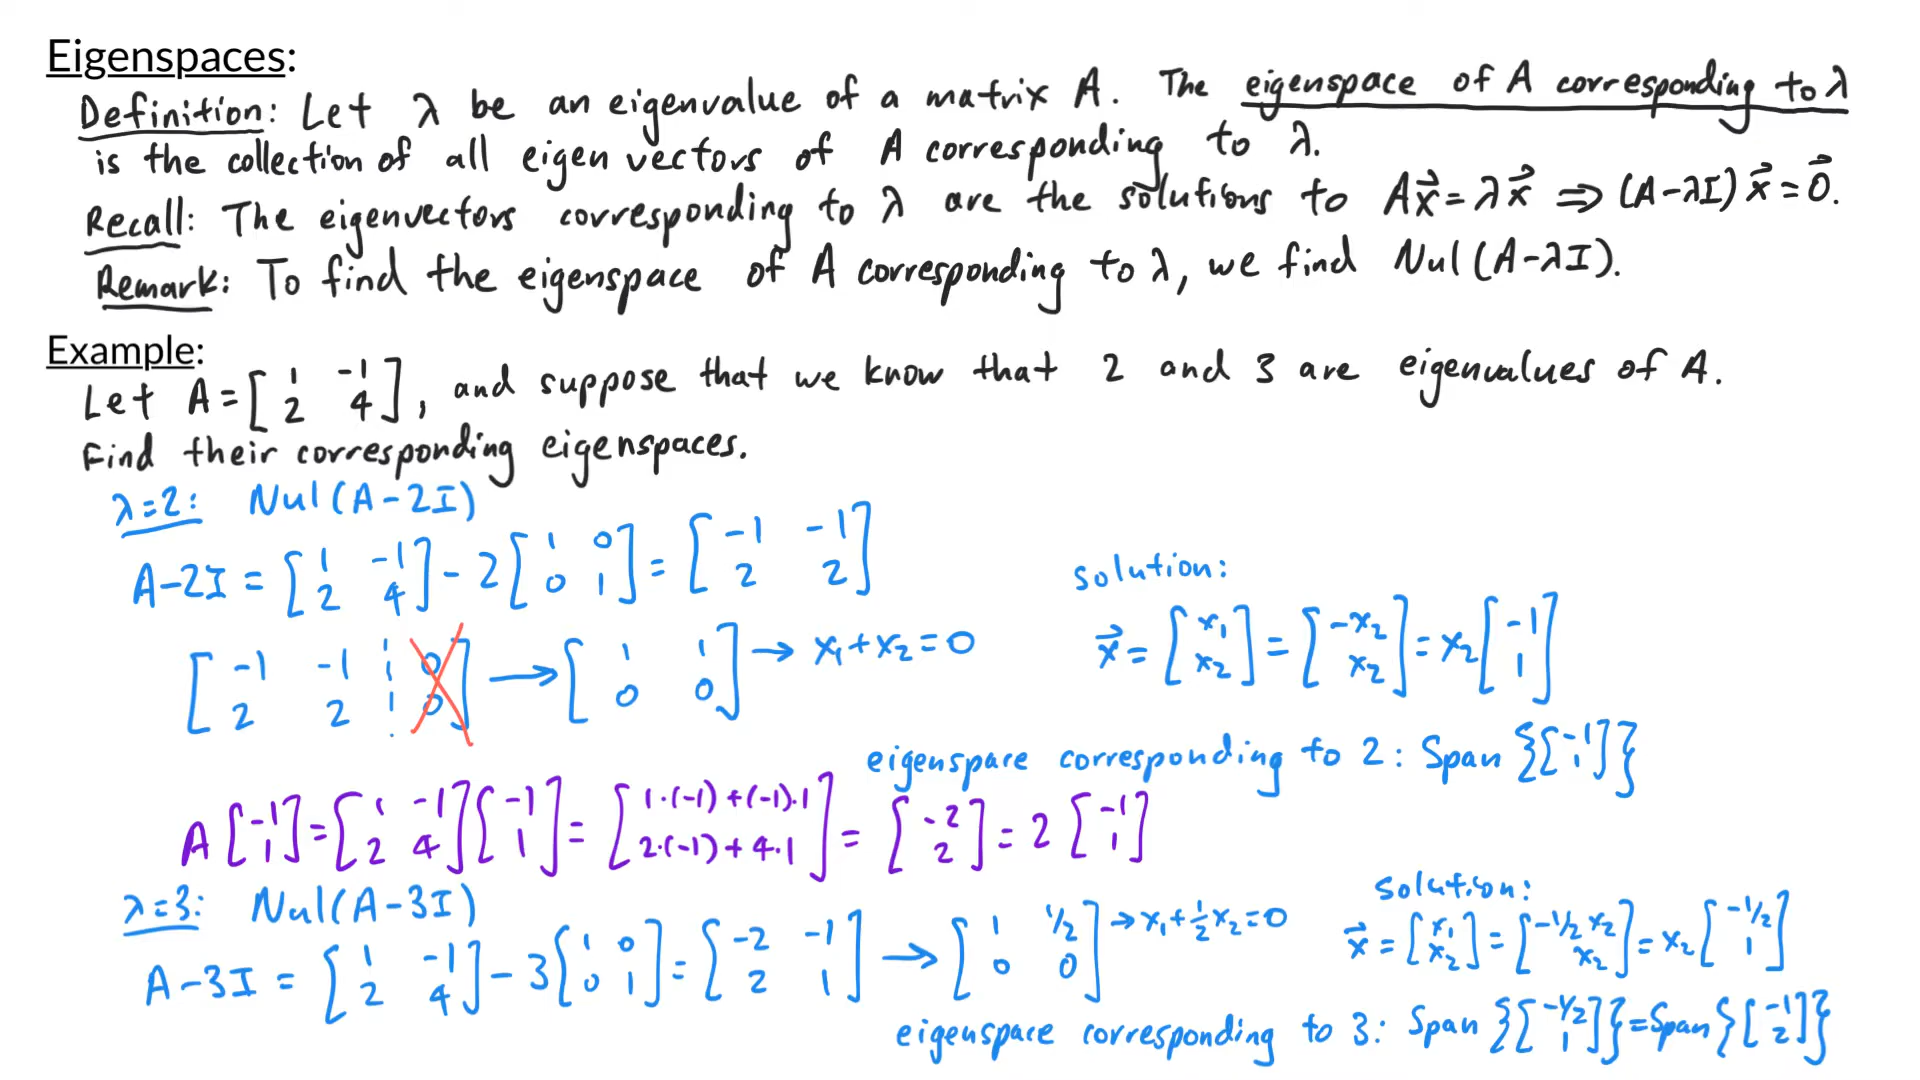 Eigenspaces:
Definition: Let λ be an eigenvalue of a matrix A. The eigenspace of A corresponding to λ
is the collection of all eigenvectors of A corresponding to λ.
Recall: The eigenvectors corresponding to λ are the solutions to Ax⃗ = λx⃗ ⇒ (A-λI)x⃗ = 0⃗.
Remark: To find the eigenspace of A corresponding to λ, we find Nul(A-λI).
Example:
Let A = [1 -1; 2 4], and suppose that we know that 2 and 3 are eigenvalues of A.
Find their corresponding eigenspaces.
λ=2: Nul(A-2I)
A-2I = [1 -1; 2 4] - 2[1 0; 0 1] = [-1 -1; 2 2]
[-1 -1 | 0; 2 2 | 0] → [1 1; 0 0] → x₁+x₂=0
solution:
x⃗ = [x₁; x₂] = [-x₂; x₂] = x₂[-1; 1]
eigenspace corresponding to 2: Span {[-1; 1]}
A[-1; 1] = [1 -1; 2 4][-1; 1] = [1·(-1)+(-1)·1; 2·(-1)+4·1] = [-2; 2] = 2[-1; 1]
λ=3: Nul(A-3I)
A-3I = [1 -1; 2 4] - 3[1 0; 0 1] = [-2 -1; 2 1] → [1 1/2; 0 0] → x₁+½x₂=0
solution:
x⃗ = [x₁; x₂] = [-1/2 x₂; x₂] = x₂[-1/2; 1]
eigenspace corresponding to 3: Span {[-1/2; 1]} = Span {[-1; 2]}